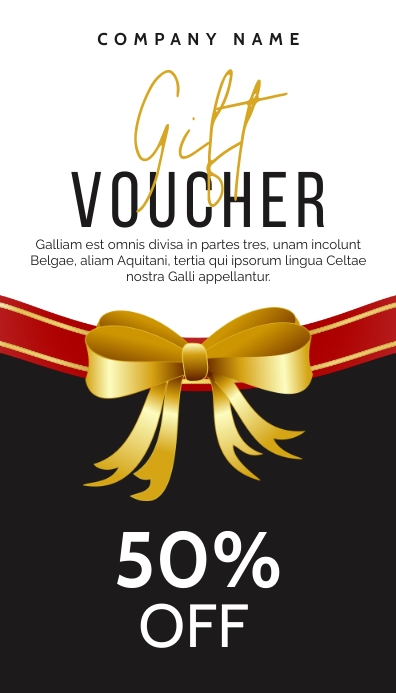 COMPANY NAME
Gift
VOUCHER
Galliam est omnis divisa in partes tres, unam incolunt
Belgae, aliam Aquitani, tertia qui ipsorum lingua Celtae
nostra Galli appellantur.
50%
OFF